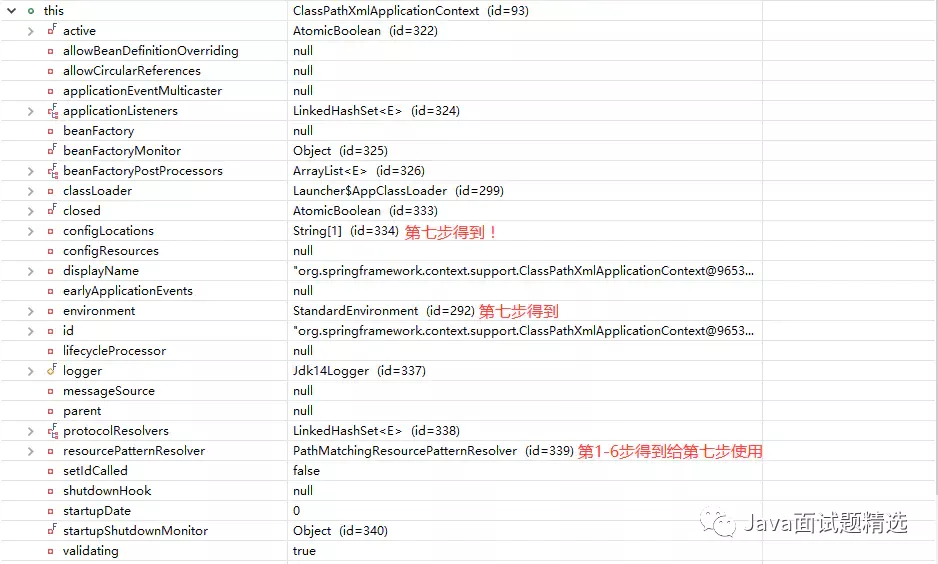 this ClassPathXmlApplicationContext (id=93)
active AtomicBoolean (id=322)
allowBeanDefinitionOverriding null
allowCircularReferences null
applicationEventMulticaster null
applicationListeners LinkedHashSet<E> (id=324)
beanFactory null
beanFactoryMonitor Object (id=325)
beanFactoryPostProcessors ArrayList<E> (id=326)
classLoader Launcher$AppClassLoader (id=299)
closed AtomicBoolean (id=333)
configLocations String[1] (id=334) 第七步得到！
configResources null
displayName "org.springframework.context.support.ClassPathXmlApplicationContext@9653...
earlyApplicationEvents null
environment StandardEnvironment (id=292) 第七步得到
id "org.springframework.context.support.ClassPathXmlApplicationContext@9653...
lifecycleProcessor null
logger Jdk14Logger (id=337)
messageSource null
parent null
protocolResolvers LinkedHashSet<E> (id=338)
resourcePatternResolver PathMatchingResourcePatternResolver (id=339) 第1-6步得到给第七步使用
setIdCalled false
shutdownHook null
startupDate 0
startupShutdownMonitor Object (id=340)
validating true
Java面试题精选